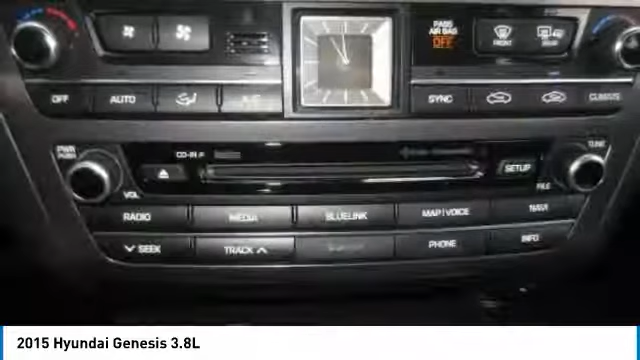 PASS
AIR BAG
OFF
FRONT
OFF AUTO A/C SYNC CLIMATE
PWR
PUSH
VOL
CD-IN
SETUP
TUNE
FILE
RADIO MEDIA BLUELINK MAP/VOICE NAVI
SEEK TRACK PHONE INFO
2015 Hyundai Genesis 3.8L